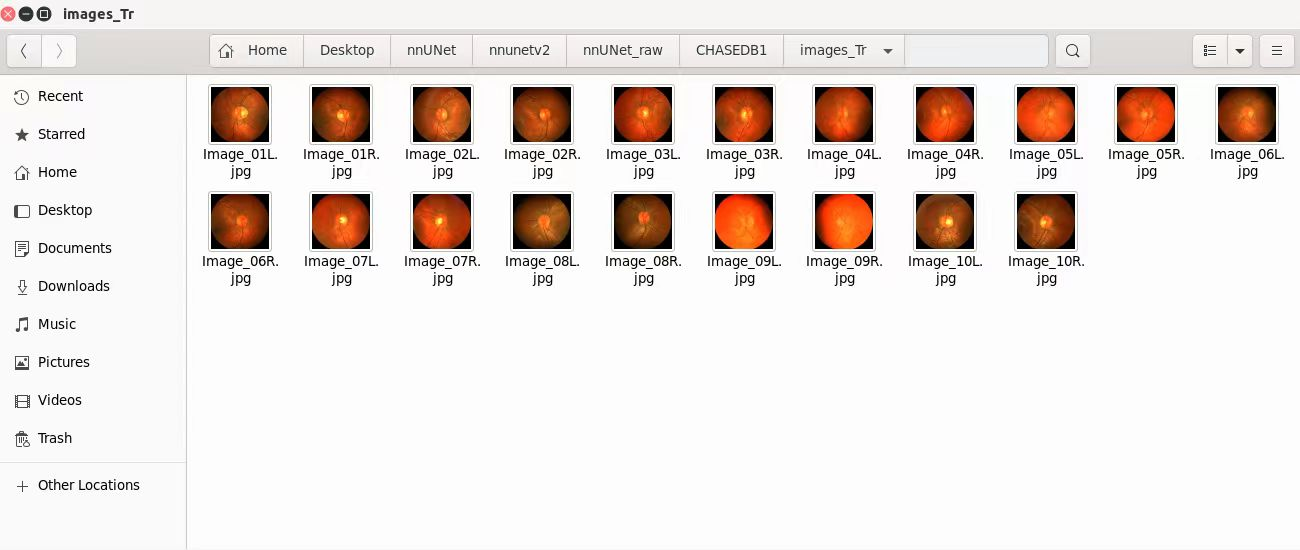 images_Tr
Home Desktop nnUNet nnunetv2 nnUNet_raw CHASEDB1 images_Tr
Recent
Starred
Home
Desktop
Documents
Downloads
Music
Pictures
Videos
Trash
Other Locations
Image_01L. Image_01R. Image_02L. Image_02R. Image_03L. Image_03R. Image_04L. Image_04R. Image_05L. Image_05R. Image_06L.
jpg jpg jpg jpg jpg jpg jpg jpg jpg jpg jpg
Image_06R. Image_07L. Image_07R. Image_08L. Image_08R. Image_09L. Image_09R. Image_10L. Image_10R.
jpg jpg jpg jpg jpg jpg jpg jpg jpg